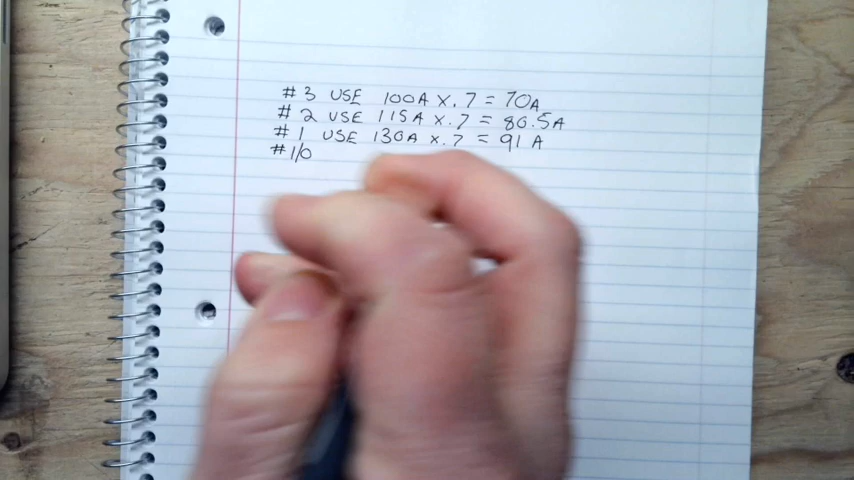 # 3 USE 100A X .7 = 70A
# 2 USE 115A X .7 = 80.5A
# 1 USE 130A X .7 = 91 A
# 1/0